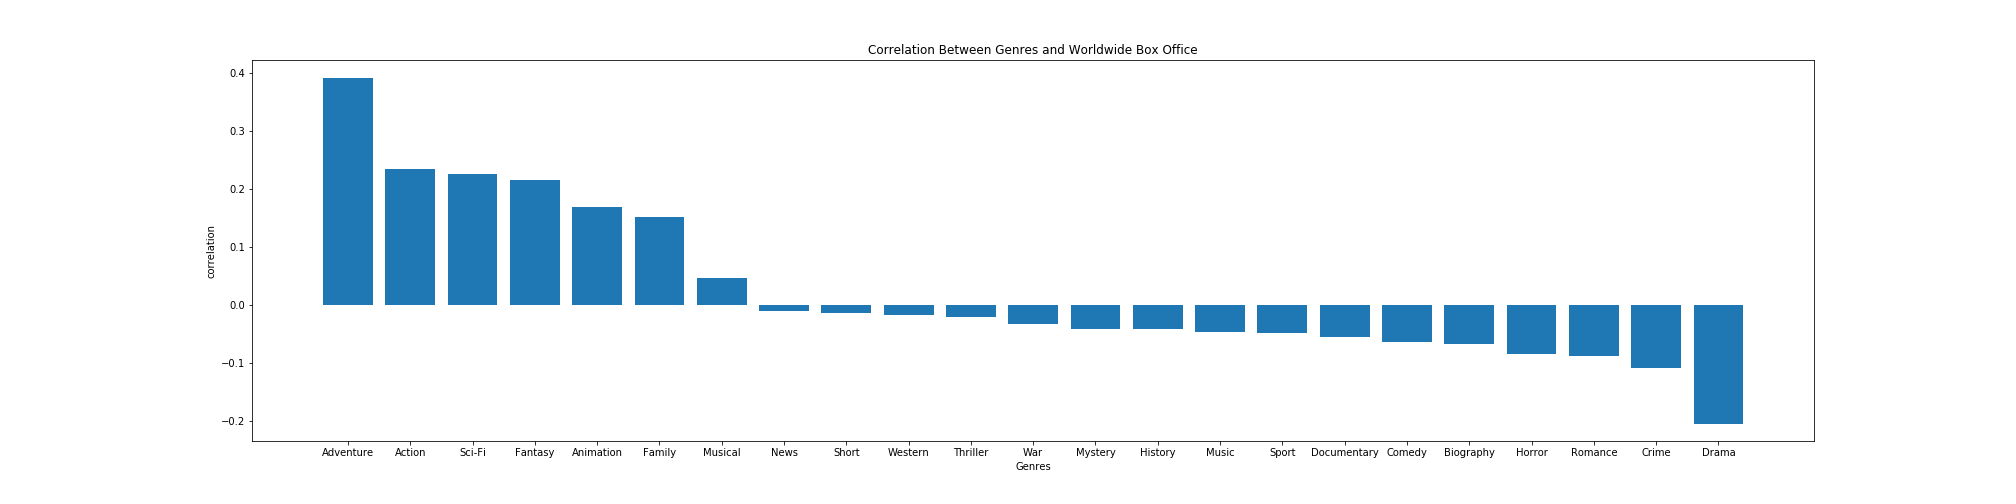 Correlation Between Genres and Worldwide Box Office
0.4
0.3
0.2
0.1
0.0
−0.1
−0.2
correlation
Adventure Action Sci-Fi Fantasy Animation Family Musical News Short Western Thriller War Mystery History Music Sport Documentary Comedy Biography Horror Romance Crime Drama
Genres